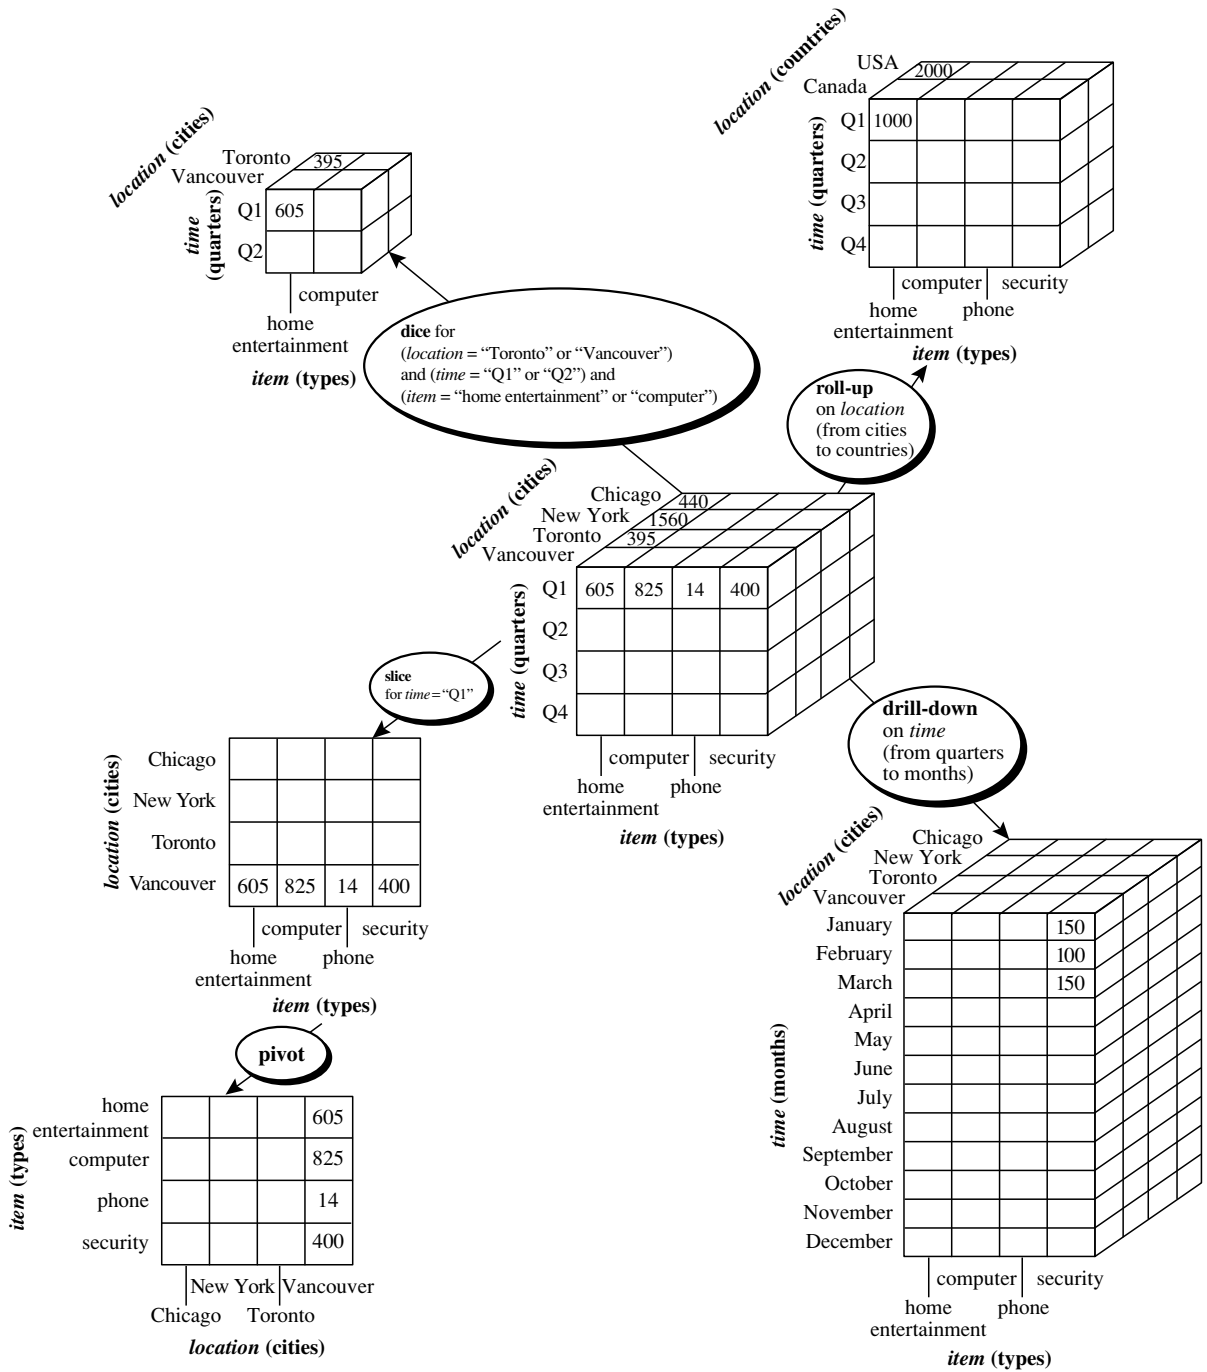 location (countries)
USA
2000
Canada
time (quarters)
Q1 1000
Q2
Q3
Q4
computer security
home phone
entertainment
item (types)
location (cities)
Toronto 395
Vancouver
time
(quarters)
Q1 605
Q2
computer
home
entertainment
item (types)
dice for
(location = “Toronto” or “Vancouver”)
and (time = “Q1” or “Q2”) and
(item = “home entertainment” or “computer”)
roll-up
on location
(from cities
to countries)
location (cities)
Chicago 440
New York 1560
Toronto 395
Vancouver
time (quarters)
Q1 605 825 14 400
Q2
Q3
Q4
computer security
home phone
entertainment
item (types)
slice
for time = “Q1”
drill-down
on time
(from quarters
to months)
location (cities)
Chicago
New York
Toronto
Vancouver 605 825 14 400
computer security
home phone
entertainment
item (types)
pivot
item (types)
home
entertainment 605
computer 825
phone 14
security 400
New York Vancouver
Chicago Toronto
location (cities)
location (cities)
Chicago
New York
Toronto
Vancouver
time (months)
January 150
February 100
March 150
April
May
June
July
August
September
October
November
December
computer security
home phone
entertainment
item (types)